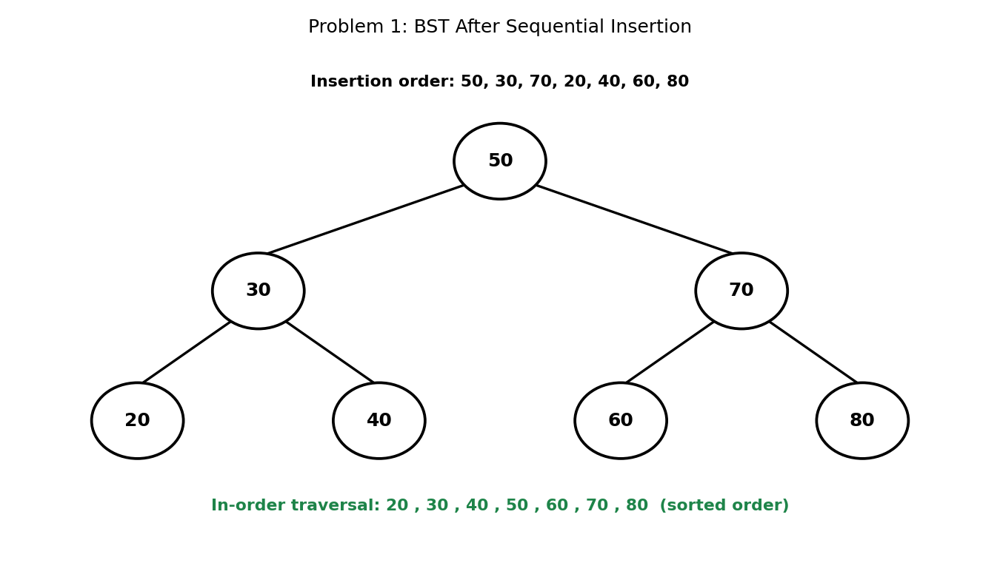 Problem 1: BST After Sequential Insertion
Insertion order: 50, 30, 70, 20, 40, 60, 80
50
30
70
20
40
60
80
In-order traversal: 20 , 30 , 40 , 50 , 60 , 70 , 80  (sorted order)